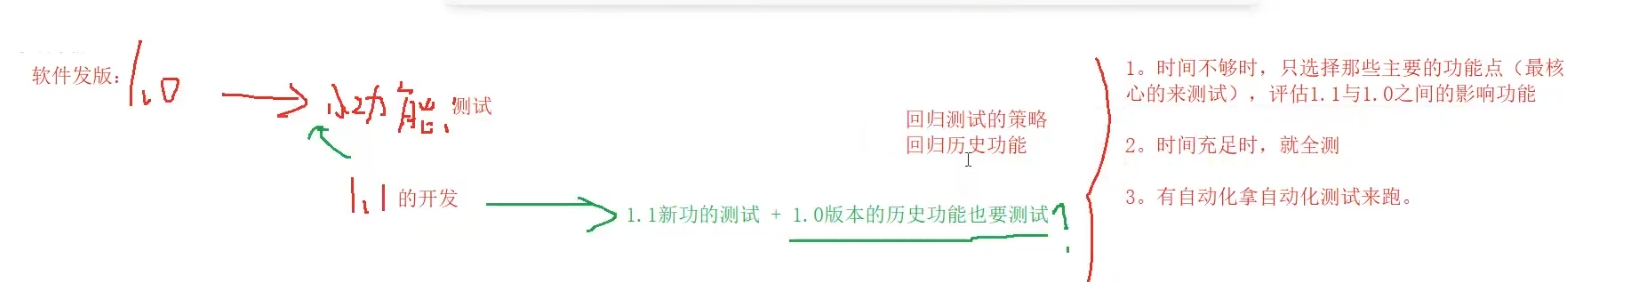 软件发版：1.0
功能 测试
1.1 的开发
1.1新功的测试 + 1.0版本的历史功能也要测试？
回归测试的策略
回归历史功能
1。时间不够时，只选择那些主要的功能点（最核
心的来测试），评估1.1与1.0之间的影响功能
2。时间充足时，就全测
3。有自动化拿自动化测试来跑。